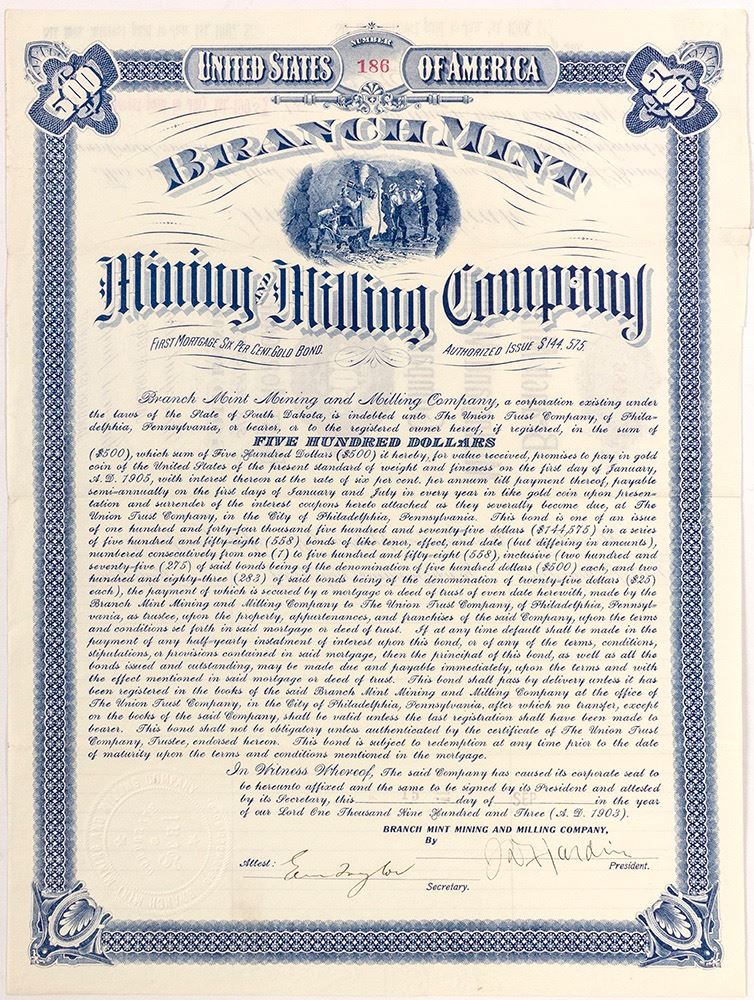 UNITED STATES NUMBER 186 OF AMERICA
500 500
BRANCH MINT
Mining AND Milling Company
FIRST MORTGAGE SIX PER CENT GOLD BOND. AUTHORIZED ISSUE $144,575.
Branch Mint Mining and Milling Company, a corporation existing under
the laws of the State of South Dakota, is indebted unto The Union Trust Company, of Phila-
delphia, Pennsylvania, or bearer, or to the registered owner hereof, if registered, in the sum of
FIVE HUNDRED DOLLARS
($500), which sum of Five Hundred Dollars ($500) it hereby, for value received, promises to pay in gold
coin of the United States of the present standard of weight and fineness on the first day of January,
A. D. 1905, with interest thereon at the rate of six per cent. per annum till payment thereof, payable
semi-annually on the first days of January and July in every year in like gold coin upon presen-
tation and surrender of the interest coupons hereto attached as they severally become due, at The
Union Trust Company, in the City of Philadelphia, Pennsylvania. This bond is one of an issue
of one hundred and forty-four thousand five hundred and seventy-five dollars ($144,575) in a series
of five hundred and fifty-eight (558) bonds of like tenor, effect, and date (but differing in amounts),
numbered consecutively from one (1) to five hundred and fifty-eight (558), inclusive (two hundred and
seventy-five (275) of said bonds being of the denomination of five hundred dollars ($500) each, and two
hundred and eighty-three (283) of said bonds being of the denomination of twenty-five dollars ($25)
each), the payment of which is secured by a mortgage or deed of trust of even date herewith, made by the
Branch Mint Mining and Milling Company to The Union Trust Company, of Philadelphia, Pennsyl-
vania, as trustee, upon the property, appurtenances, and franchises of the said Company, upon the terms
and conditions set forth in said mortgage or deed of trust. If at any time default shall be made in the
payment of any half-yearly instalment of interest upon this bond, or of any of the terms, conditions,
stipulations, or provisions contained in said mortgage, then the principal of this bond, as well as all the
bonds issued and outstanding, may be made due and payable immediately, upon the terms and with
the effect mentioned in said mortgage or deed of trust. This bond shall pass by delivery unless it has
been registered in the books of the said Branch Mint Mining and Milling Company at the office of
The Union Trust Company, in the City of Philadelphia, Pennsylvania, after which no transfer, except
on the books of the said Company, shall be valid unless the last registration shall have been made to
bearer. This bond shall not be obligatory unless authenticated by the certificate of The Union Trust
Company, Trustee, endorsed hereon. This bond is subject to redemption at any time prior to the date
of maturity upon the terms and conditions mentioned in the mortgage.
In Witness Whereof, The said Company has caused its corporate seal to
be hereunto affixed and the same to be signed by its President and attested
by its Secretary, this 15 day of SEP in the year
of our Lord One Thousand Nine Hundred and Three (A. D. 1903).
BRANCH MINT MINING AND MILLING COMPANY,
By
Hardin
President.
Attest:
Taylor
Secretary.
500 500